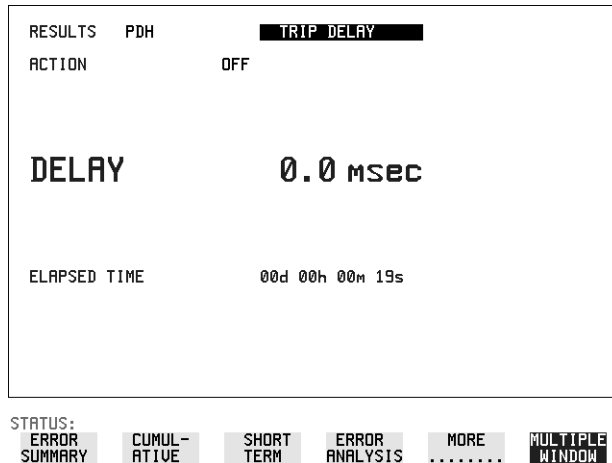 RESULTS PDH TRIP DELAY
ACTION OFF
DELAY 0.0 msec
ELAPSED TIME 00d 00h 00m 19s
STATUS:
ERROR SUMMARY CUMUL-ATIVE SHORT TERM ERROR ANALYSIS MORE ........ MULTIPLE WINDOW